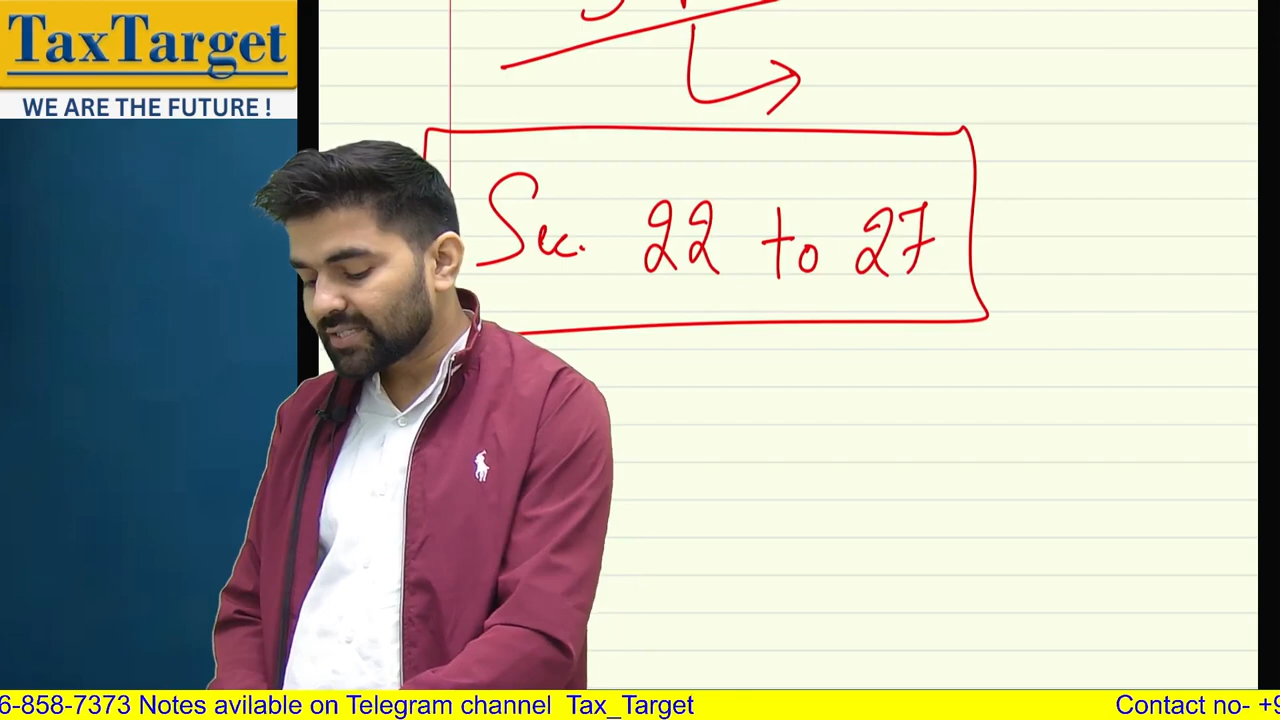 TaxTarget
WE ARE THE FUTURE !
Sec. 22 to 27
6-858-7373 Notes avilable on Telegram channel Tax_Target
Contact no- +9